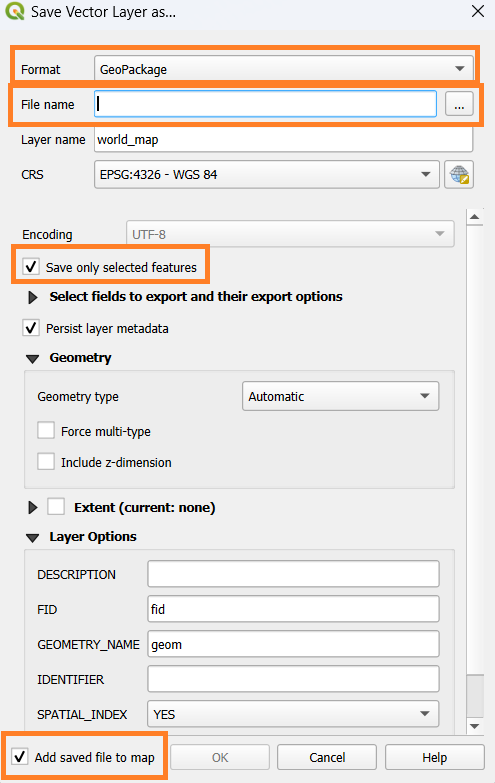 Save Vector Layer as...
Format GeoPackage
File name ...
Layer name world_map
CRS EPSG:4326 - WGS 84
Encoding UTF-8
Save only selected features
Select fields to export and their export options
Persist layer metadata
Geometry
Geometry type Automatic
Force multi-type
Include z-dimension
Extent (current: none)
Layer Options
DESCRIPTION
FID fid
GEOMETRY_NAME geom
IDENTIFIER
SPATIAL_INDEX YES
Add saved file to map OK Cancel Help